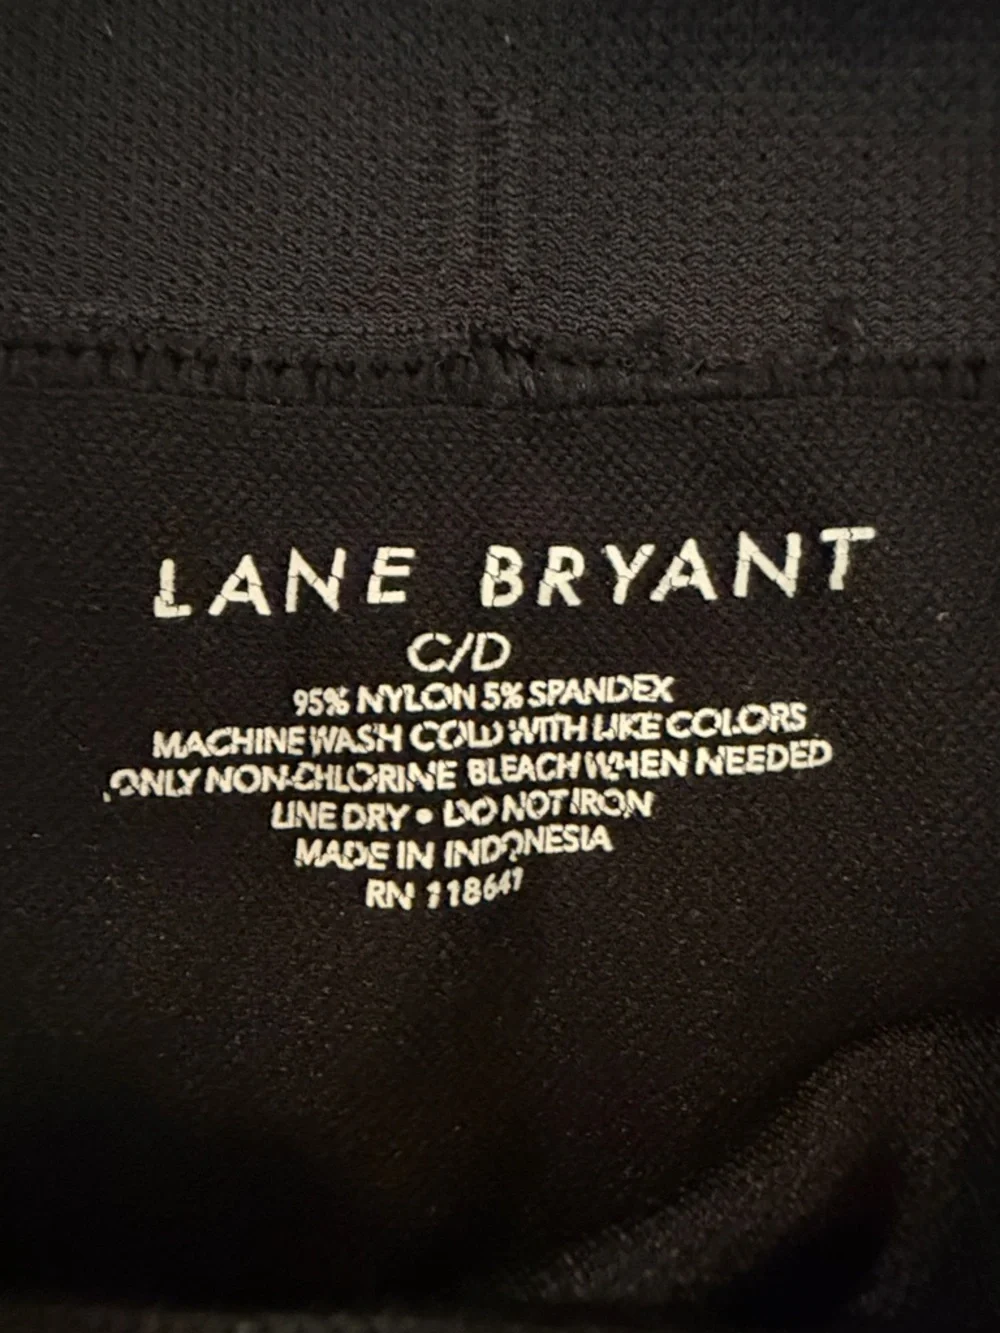 LANE BRYANT
C/D
95% NYLON 5% SPANDEX
MACHINE WASH COLD WITH LIKE COLORS
ONLY NON-CHLORINE BLEACH WHEN NEEDED
LINE DRY • DO NOT IRON
MADE IN INDONESIA
RN 118647